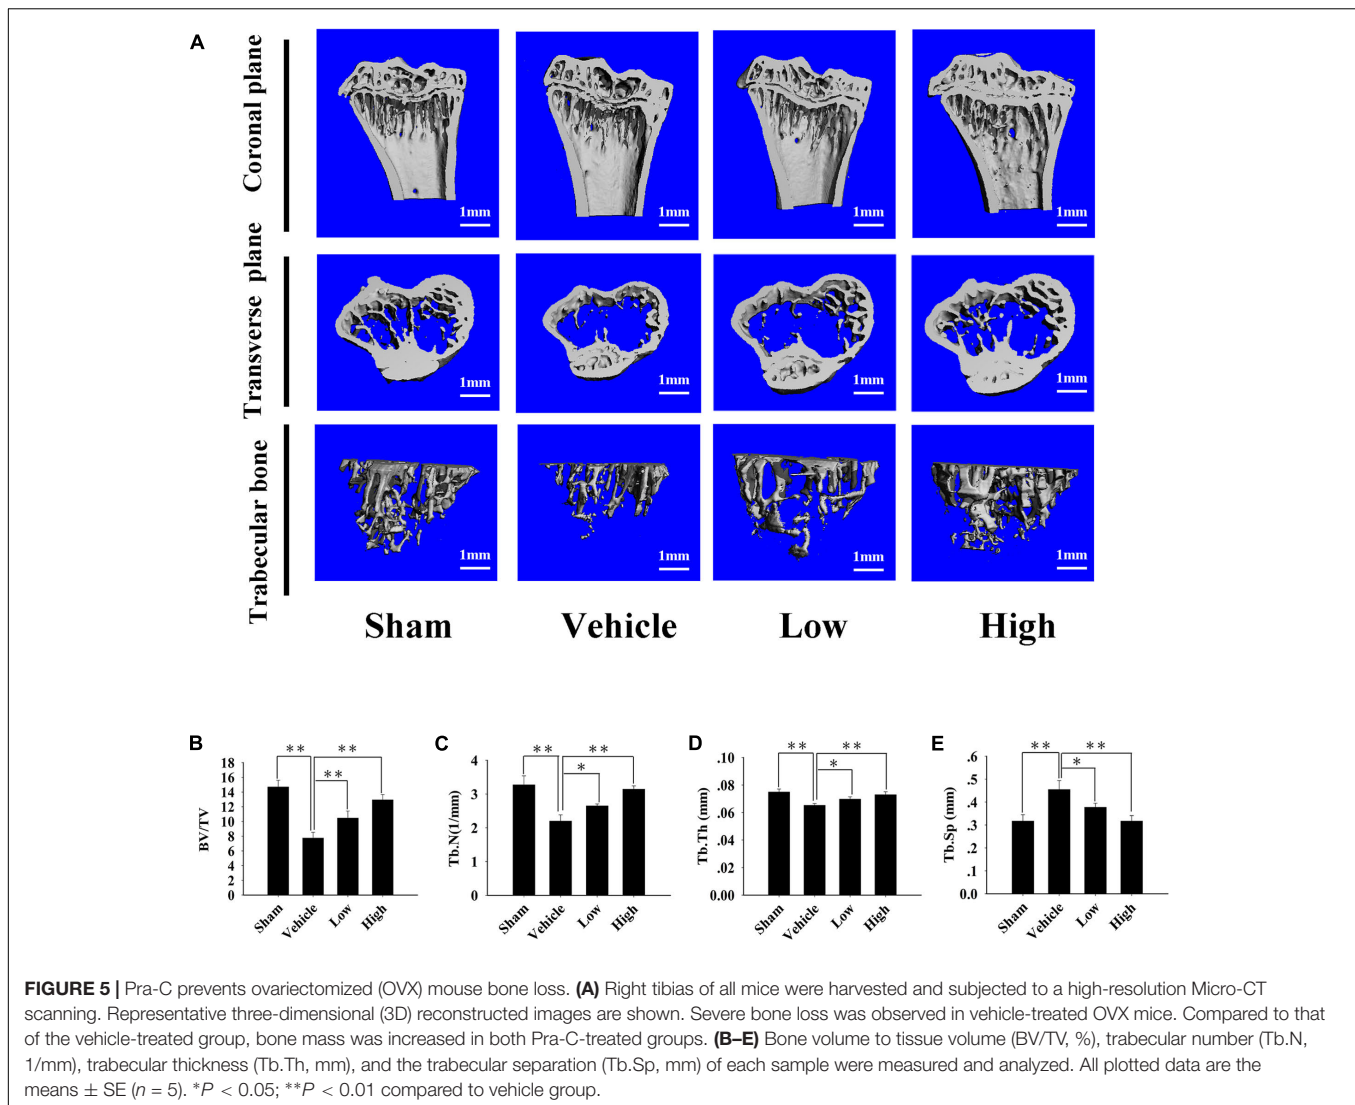 A
Coronal plane
1mm
1mm
1mm
1mm
Transverse plane
1mm
1mm
1mm
1mm
Trabecular bone
1mm
1mm
1mm
1mm
Sham
Vehicle
Low
High
B
BV/TV
18
16
14
12
10
8
6
4
2
0
**
**
**
Sham
Vehicle
Low
High
C
Tb.N(1/mm)
4
3
2
1
0
**
**
*
Sham
Vehicle
Low
High
D
Tb.Th (mm)
.10
0.08
0.06
0.04
0.02
0.00
**
**
*
Sham
Vehicle
Low
High
E
Tb.Sp (mm)
.6
.5
.4
.3
.2
.1
0.0
**
**
*
Sham
Vehicle
Low
High
FIGURE 5 | Pra-C prevents ovariectomized (OVX) mouse bone loss. (A) Right tibias of all mice were harvested and subjected to a high-resolution Micro-CT
scanning. Representative three-dimensional (3D) reconstructed images are shown. Severe bone loss was observed in vehicle-treated OVX mice. Compared to that
of the vehicle-treated group, bone mass was increased in both Pra-C-treated groups. (B–E) Bone volume to tissue volume (BV/TV, %), trabecular number (Tb.N,
1/mm), trabecular thickness (Tb.Th, mm), and the trabecular separation (Tb.Sp, mm) of each sample were measured and analyzed. All plotted data are the
means ± SE (n = 5). *P < 0.05; **P < 0.01 compared to vehicle group.